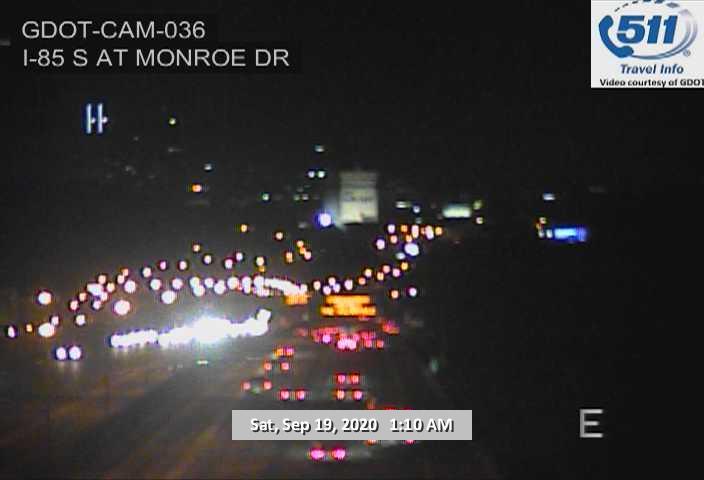 GDOT-CAM-036
I-85 S AT MONROE DR
511
®
Travel Info
Video courtesy of GDOT
Sat, Sep 19, 2020 1:10 AM
E